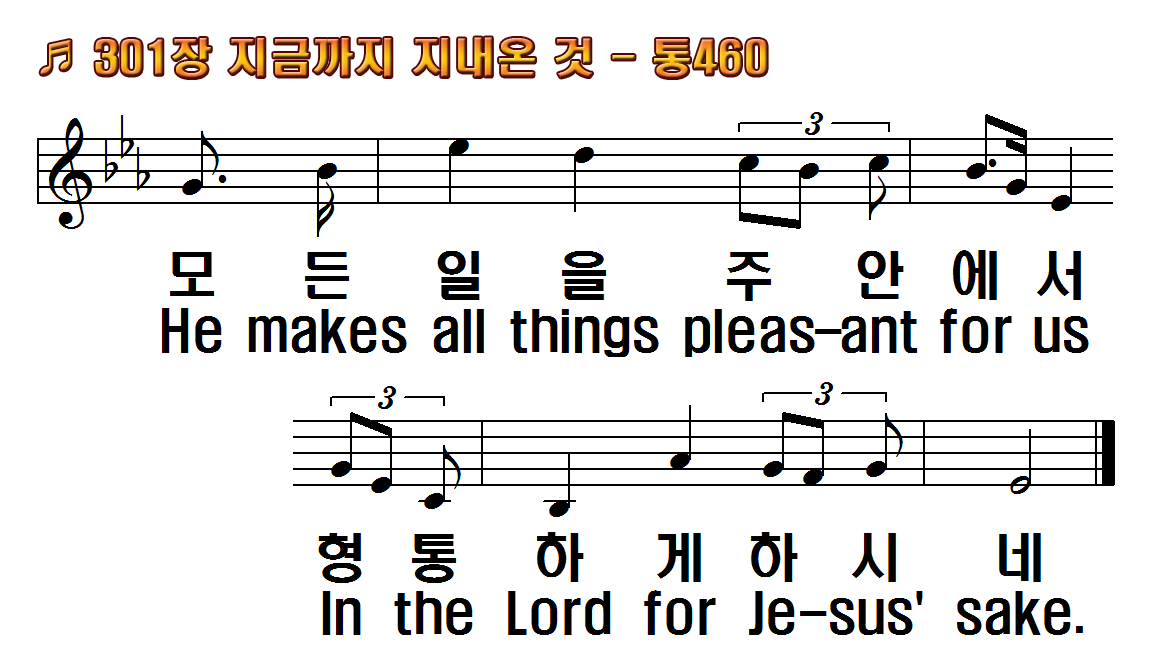 ♬ 301장 지금까지 지내온 것 - 통460
3
모 든 일 을 주 안 에 서
He makes all things pleas-ant for us
3 3
형 통 하 게 하 시 네
In the Lord for Je-sus' sake.